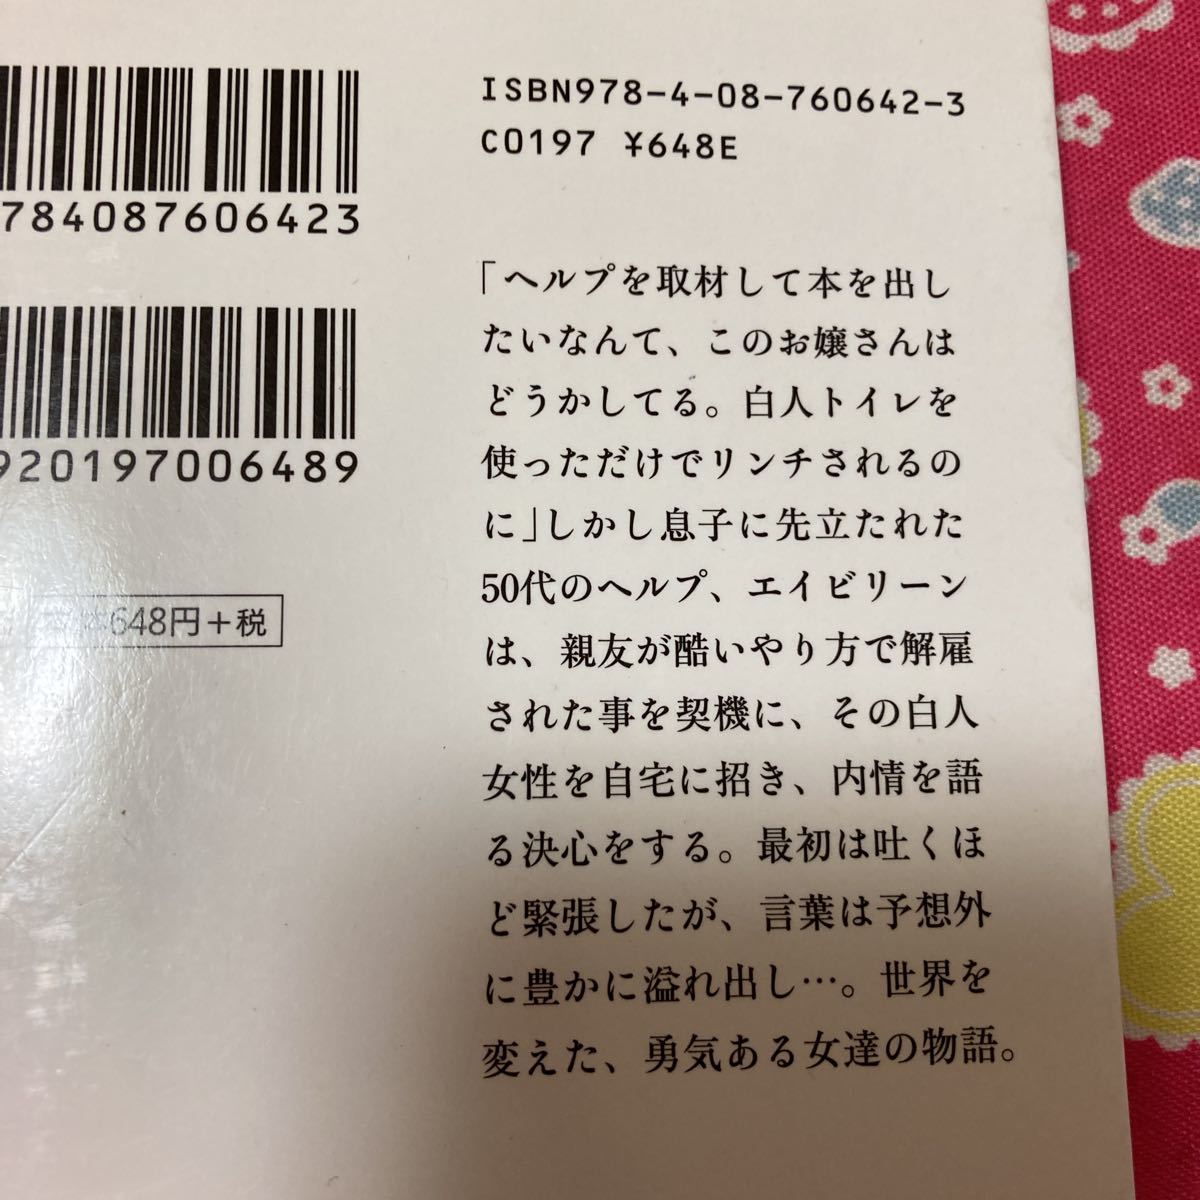 ISBN978-4-08-760642-3
C0197 ¥648E
784087606423
920197006489
648円+税
「ヘルプを取材して本を出し
たいなんて、このお嬢さんは
どうかしてる。白人トイレを
使っただけでリンチされるの
に」しかし息子に先立たれた
50代のヘルプ、エイビリーン
は、親友が酷いやり方で解雇
された事を契機に、その白人
女性を自宅に招き、内情を語
る決心をする。最初は吐くほ
ど緊張したが、言葉は予想外
に豊かに溢れ出し…。世界を
変えた、勇気ある女達の物語。